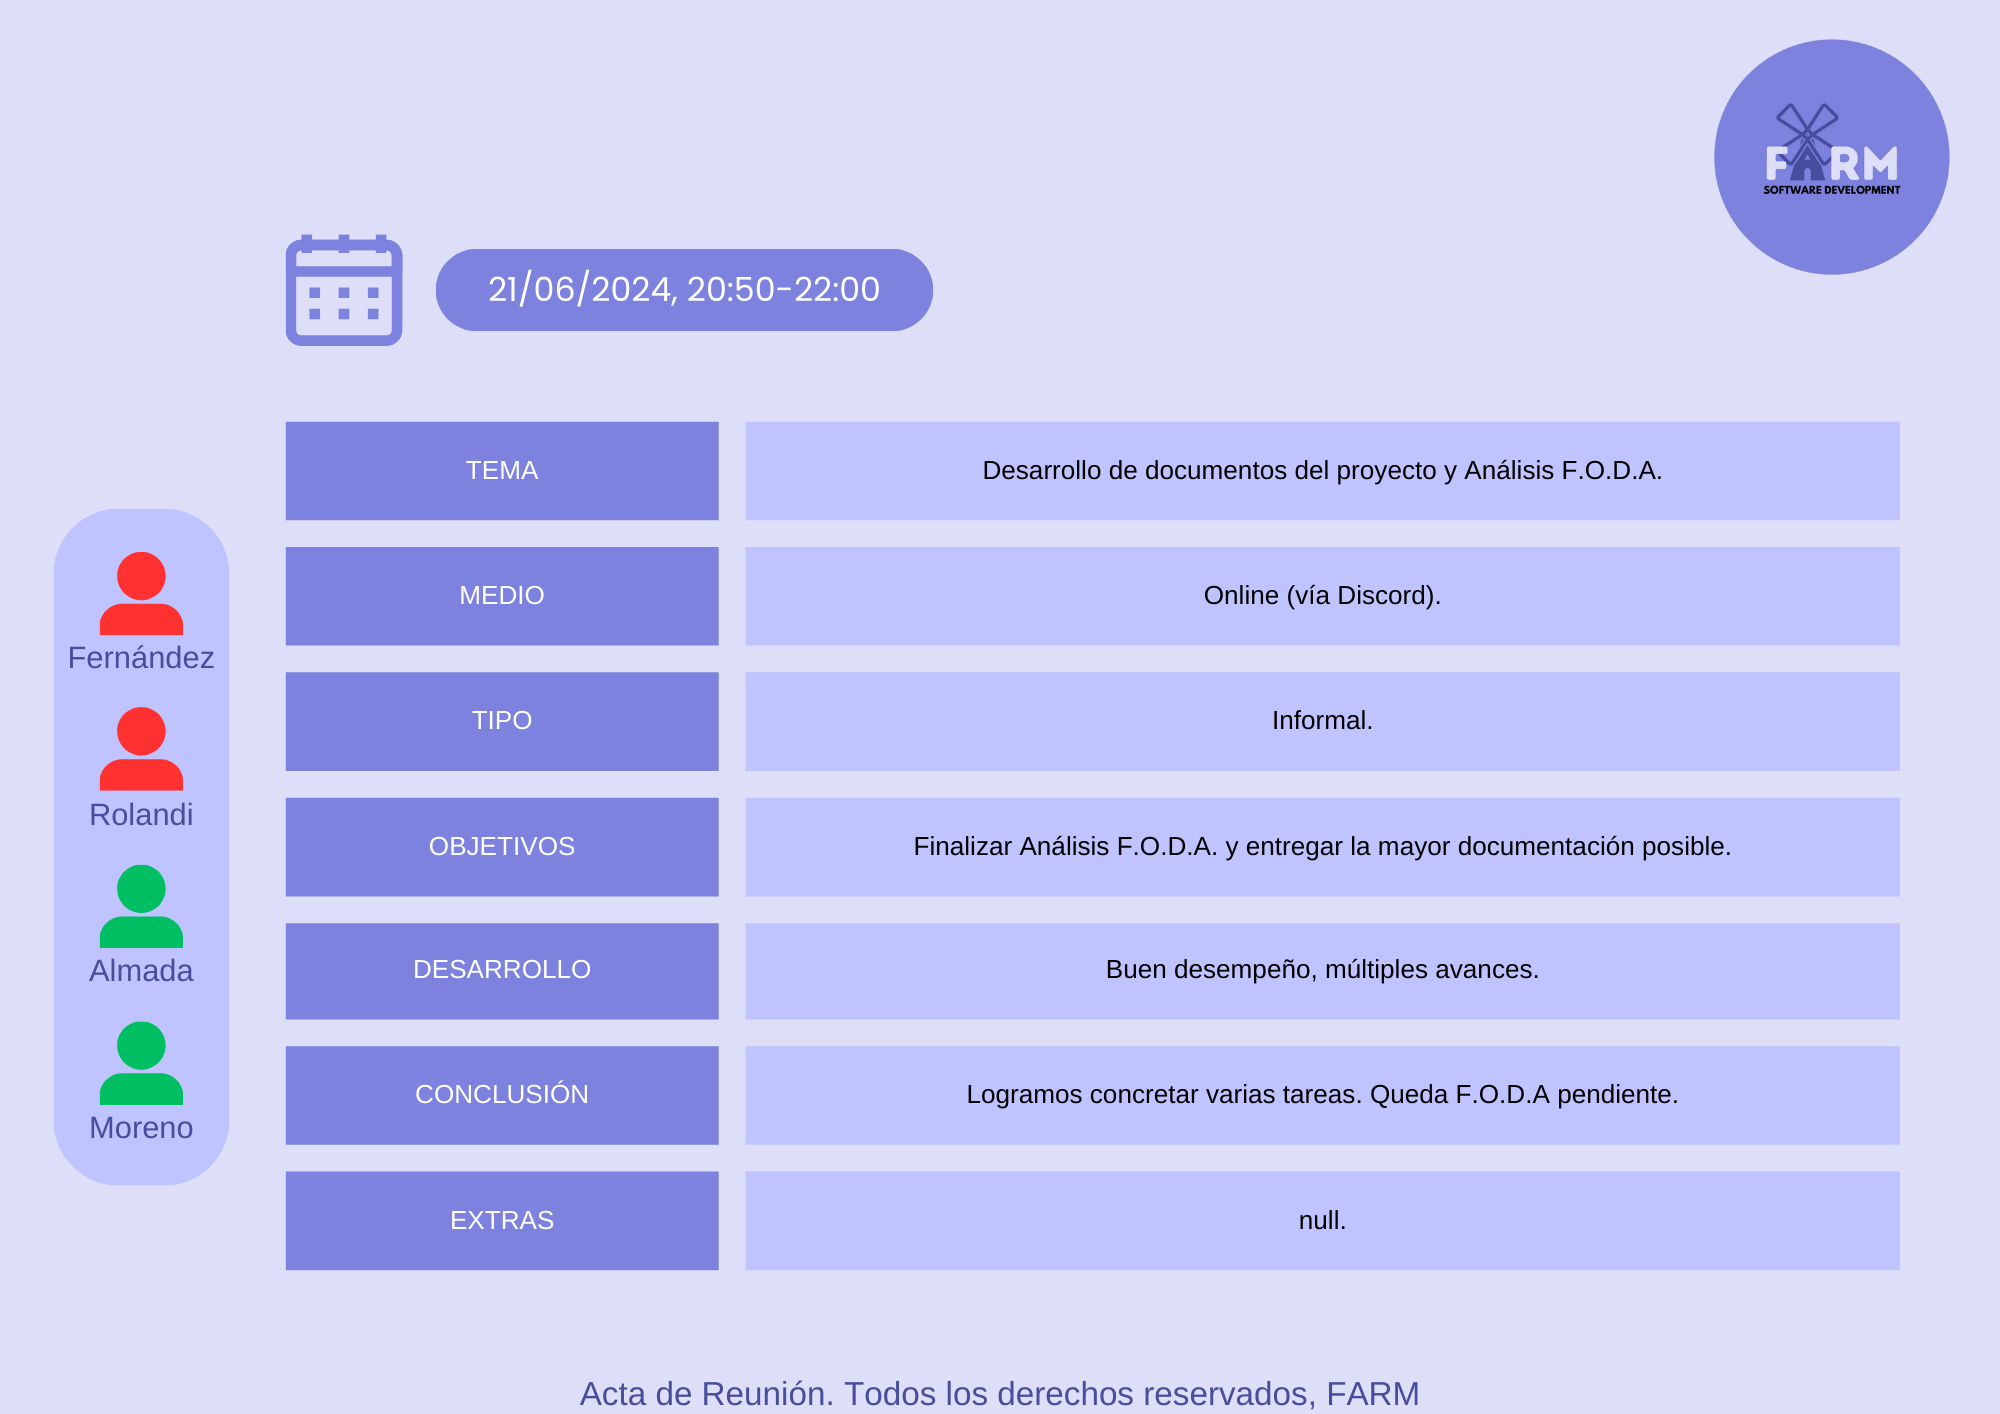 FARM
SOFTWARE DEVELOPMENT
21/06/2024, 20:50-22:00
TEMA
Desarrollo de documentos del proyecto y Análisis F.O.D.A.
MEDIO
Online (vía Discord).
TIPO
Informal.
OBJETIVOS
Finalizar Análisis F.O.D.A. y entregar la mayor documentación posible.
DESARROLLO
Buen desempeño, múltiples avances.
CONCLUSIÓN
Logramos concretar varias tareas. Queda F.O.D.A pendiente.
EXTRAS
null.
Fernández
Rolandi
Almada
Moreno
Acta de Reunión. Todos los derechos reservados, FARM